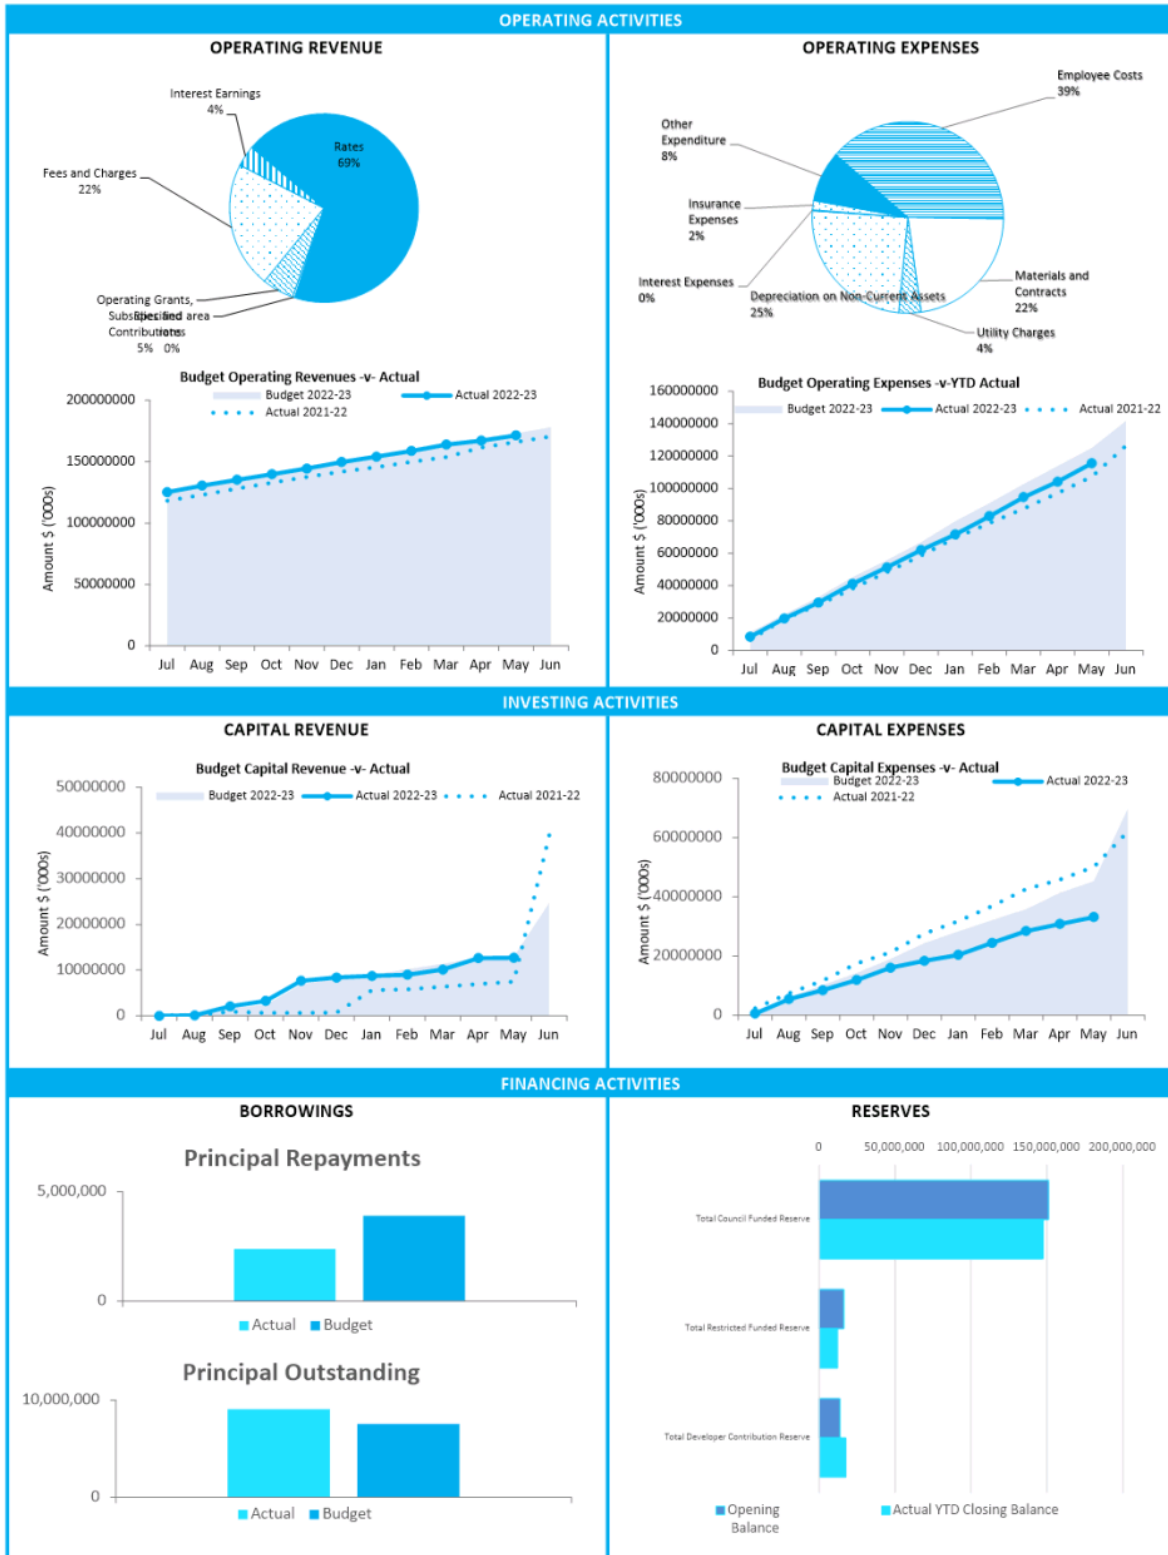 OPERATING ACTIVITIES
OPERATING REVENUE
Interest Earnings
4%
Rates
69%
Fees and Charges
22%
Operating Grants,
Subsidies and
Contributions
5%
Specified area
rates
0%
Budget Operating Revenues -v- Actual
Budget 2022-23
Actual 2022-23
Actual 2021-22
Amount $ ('000s)
200000000
150000000
100000000
50000000
0
Jul Aug Sep Oct Nov Dec Jan Feb Mar Apr May Jun
OPERATING EXPENSES
Employee Costs
39%
Other
Expenditure
8%
Insurance
Expenses
2%
Interest Expenses
0%
Depreciation on Non-Current Assets
25%
Materials and
Contracts
22%
Utility Charges
4%
Budget Operating Expenses -v-YTD Actual
Budget 2022-23
Actual 2022-23
Actual 2021-22
Amount $ ('000s)
160000000
140000000
120000000
100000000
80000000
60000000
40000000
20000000
0
Jul Aug Sep Oct Nov Dec Jan Feb Mar Apr May Jun
INVESTING ACTIVITIES
CAPITAL REVENUE
Budget Capital Revenue -v- Actual
Budget 2022-23
Actual 2022-23
Actual 2021-22
Amount $ ('000s)
50000000
40000000
30000000
20000000
10000000
0
Jul Aug Sep Oct Nov Dec Jan Feb Mar Apr May Jun
CAPITAL EXPENSES
Budget Capital Expenses -v- Actual
Budget 2022-23
Actual 2022-23
Actual 2021-22
Amount $ ('000s)
80000000
60000000
40000000
20000000
0
Jul Aug Sep Oct Nov Dec Jan Feb Mar Apr May Jun
FINANCING ACTIVITIES
BORROWINGS
Principal Repayments
5,000,000
0
Actual
Budget
Principal Outstanding
10,000,000
0
Actual
Budget
RESERVES
0 50,000,000 100,000,000 150,000,000 200,000,000
Total Council Funded Reserve
Total Restricted Funded Reserve
Total Developer Contribution Reserve
Opening
Balance
Actual YTD Closing Balance